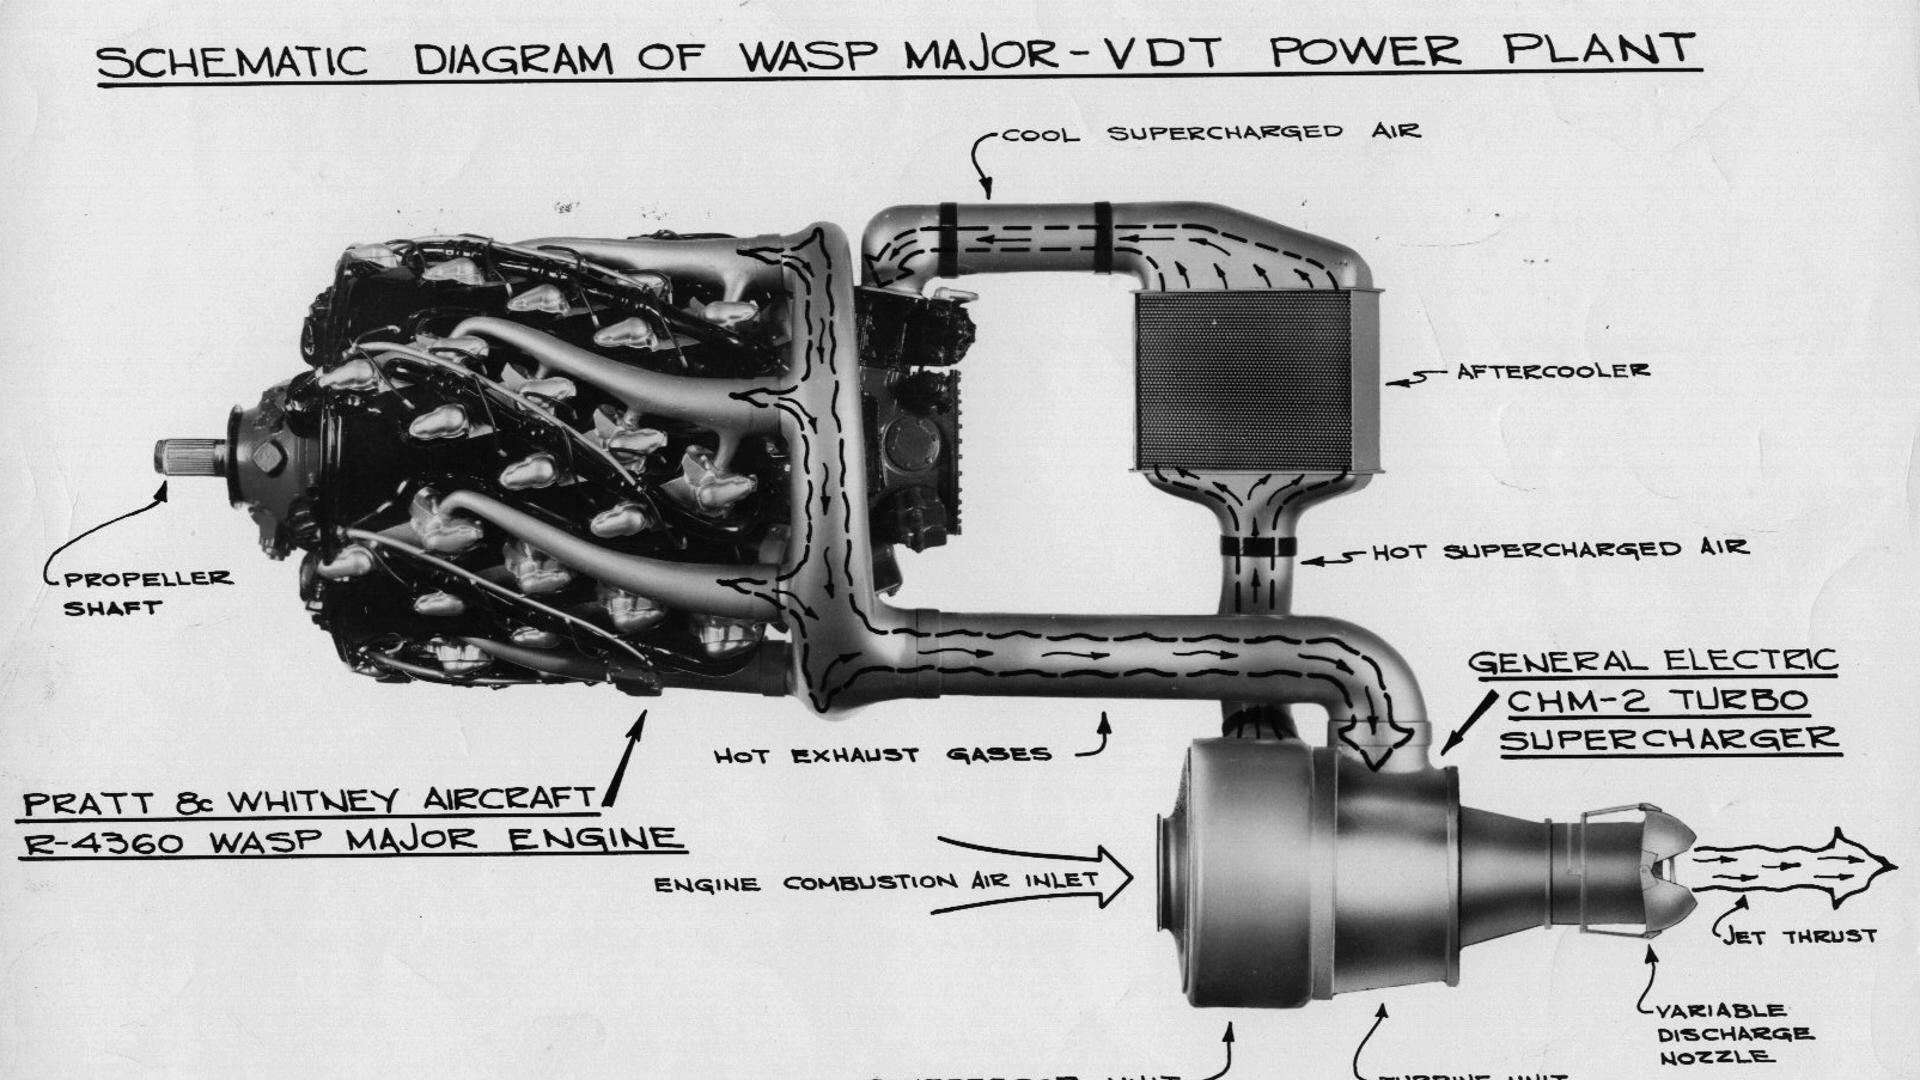 SCHEMATIC DIAGRAM OF WASP MAJOR-VDT POWER PLANT
COOL SUPERCHARGED AIR
AFTERCOOLER
HOT SUPERCHARGED AIR
PROPELLER
SHAFT
GENERAL ELECTRIC
CHM-2 TURBO
SUPERCHARGER
HOT EXHAUST GASES
PRATT & WHITNEY AIRCRAFT
R-4360 WASP MAJOR ENGINE
ENGINE COMBUSTION AIR INLET
JET THRUST
VARIABLE
DISCHARGE
NOZZLE
TURBINE UNIT